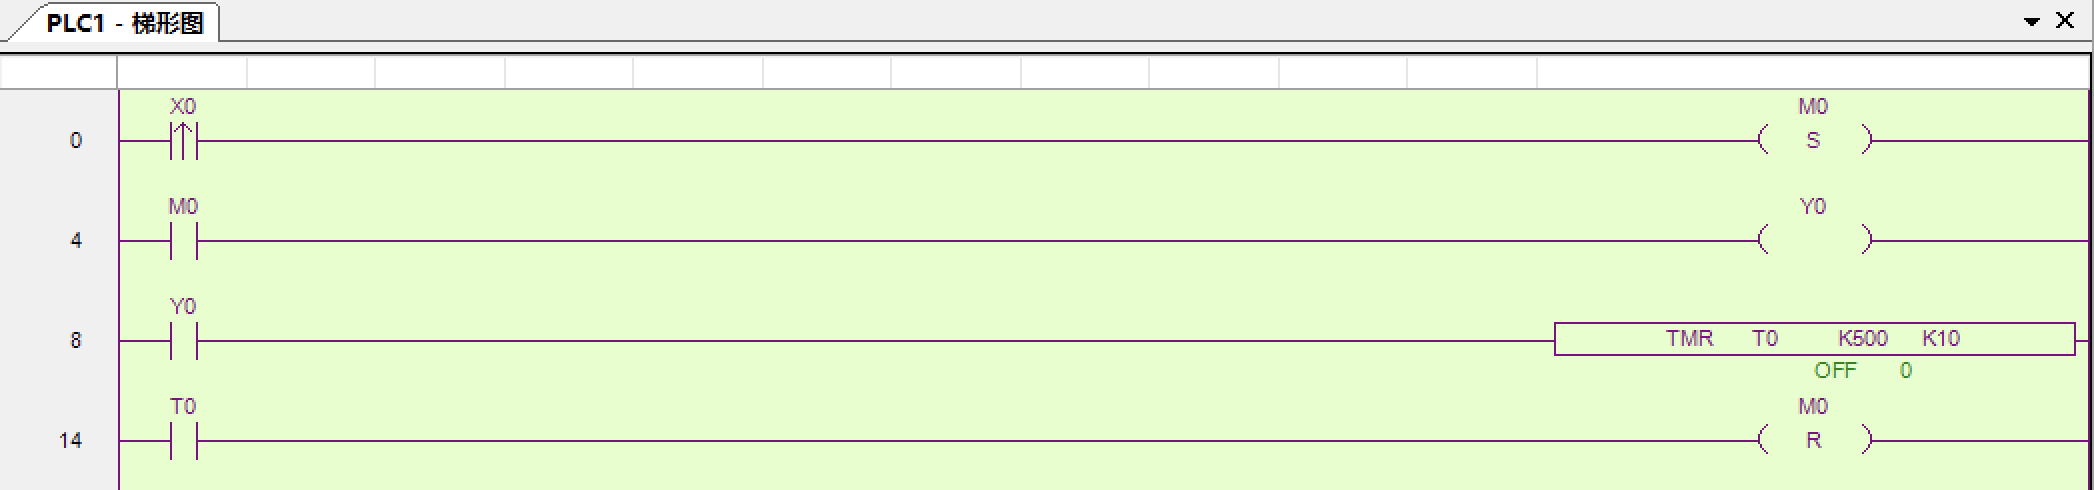 PLC1 - 梯形图
X0 M0
0 S
M0 Y0
4
Y0
8 TMR T0 K500 K10
OFF 0
T0 M0
14 R